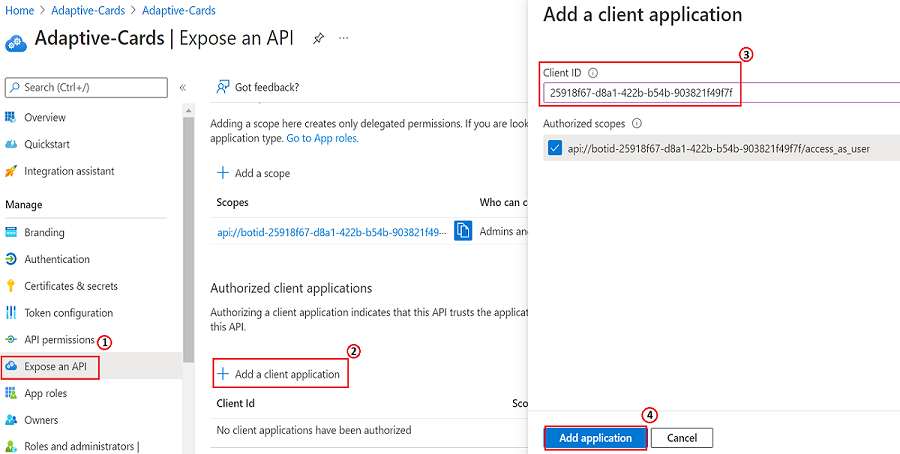 Home > Adaptive-Cards > Adaptive-Cards
Adaptive-Cards | Expose an API
...
Search (Ctrl+/)
«
Overview
Quickstart
Integration assistant
Manage
Branding
Authentication
Certificates & secrets
Token configuration
API permissions
1
Expose an API
App roles
Owners
Roles and administrators |
Got feedback?
Adding a scope here creates only delegated permissions. If you are look
application type. Go to App roles.
+ Add a scope
Scopes
Who can c
api://botid-25918f67-d8a1-422b-b54b-903821f49...
Admins an
Authorized client applications
Authorizing a client application indicates that this API trusts the applicat
this API.
2
+ Add a client application
Client Id
Sco
No client applications have been authorized
Add a client application
3
Client ID
25918f67-d8a1-422b-b54b-903821f49f7f
Authorized scopes
api://botid-25918f67-d8a1-422b-b54b-903821f49f7f/access_as_user
4
Add application
Cancel